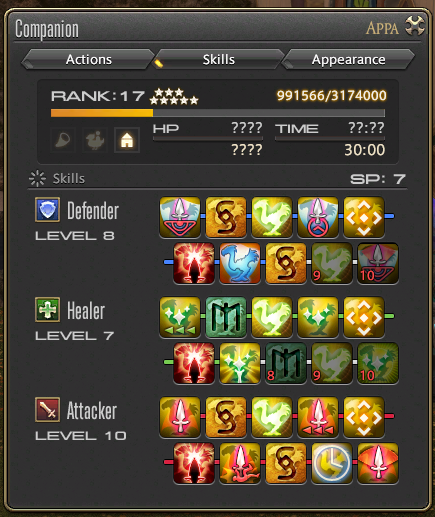 Companion APPA
Actions Skills Appearance
RANK:17 991566/3174000
HP ???? TIME ??:??
???? 30:00
Skills SP: 7
Defender
LEVEL 8
9 10
Healer
LEVEL 7
8 9 10
Attacker
LEVEL 10